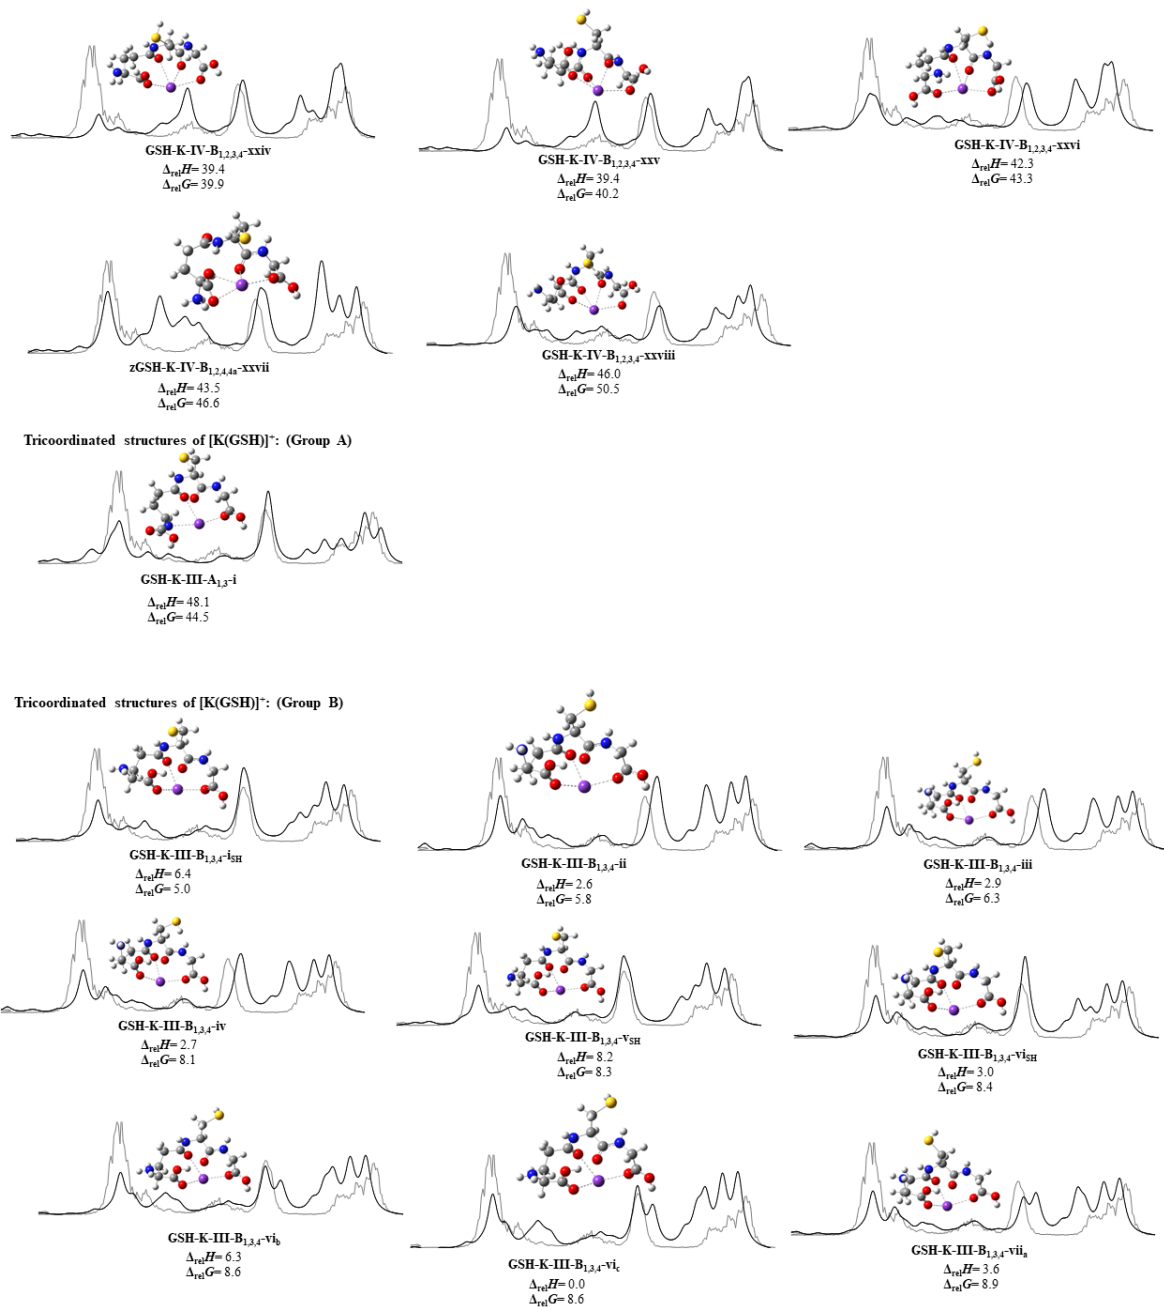 GSH-K-IV-B1,2,3,4-xxiv
ΔrelH= 39.4
ΔrelG= 39.9
GSH-K-IV-B1,2,3,4-xxv
ΔrelH= 39.4
ΔrelG= 40.2
GSH-K-IV-B1,2,3,4-xxvi
ΔrelH= 42.3
ΔrelG= 43.3
zGSH-K-IV-B1,2,4,4a-xxvii
ΔrelH= 43.5
ΔrelG= 46.6
GSH-K-IV-B1,2,3,4-xxviii
ΔrelH= 46.0
ΔrelG= 50.5
Tricoordinated structures of [K(GSH)]+: (Group A)
GSH-K-III-A1,3-i
ΔrelH= 48.1
ΔrelG= 44.5
Tricoordinated structures of [K(GSH)]+: (Group B)
GSH-K-III-B1,3,4-iSH
ΔrelH= 6.4
ΔrelG= 5.0
GSH-K-III-B1,3,4-ii
ΔrelH= 2.6
ΔrelG= 5.8
GSH-K-III-B1,3,4-iii
ΔrelH= 2.9
ΔrelG= 6.3
GSH-K-III-B1,3,4-iv
ΔrelH= 2.7
ΔrelG= 8.1
GSH-K-III-B1,3,4-vSH
ΔrelH= 8.2
ΔrelG= 8.3
GSH-K-III-B1,3,4-viSH
ΔrelH= 3.0
ΔrelG= 8.4
GSH-K-III-B1,3,4-vib
ΔrelH= 6.3
ΔrelG= 8.6
GSH-K-III-B1,3,4-vic
ΔrelH= 0.0
ΔrelG= 8.6
GSH-K-III-B1,3,4-viia
ΔrelH= 3.6
ΔrelG= 8.9